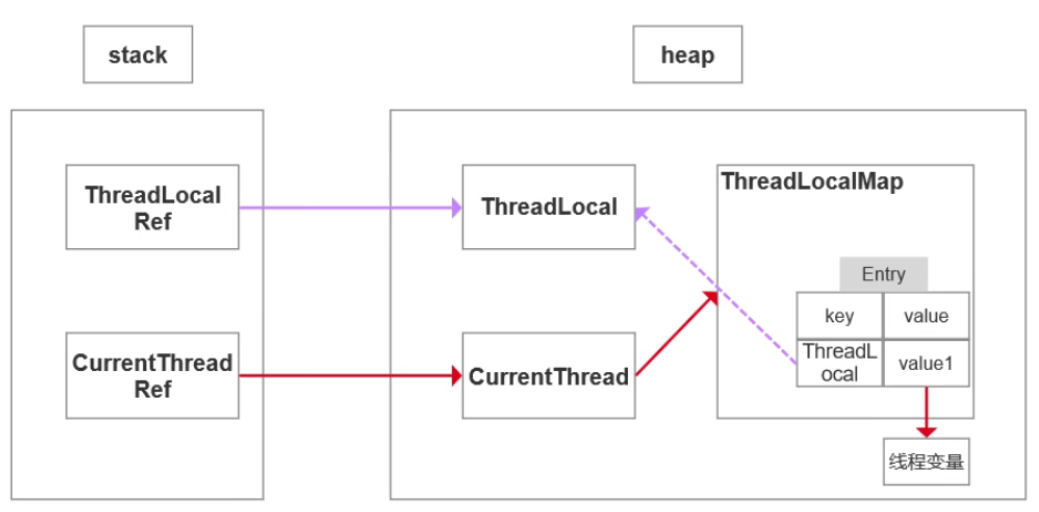 stack
heap
ThreadLocal
Ref
ThreadLocal
ThreadLocalMap
Entry
key
value
ThreadL
ocal
value1
CurrentThread
Ref
CurrentThread
线程变量